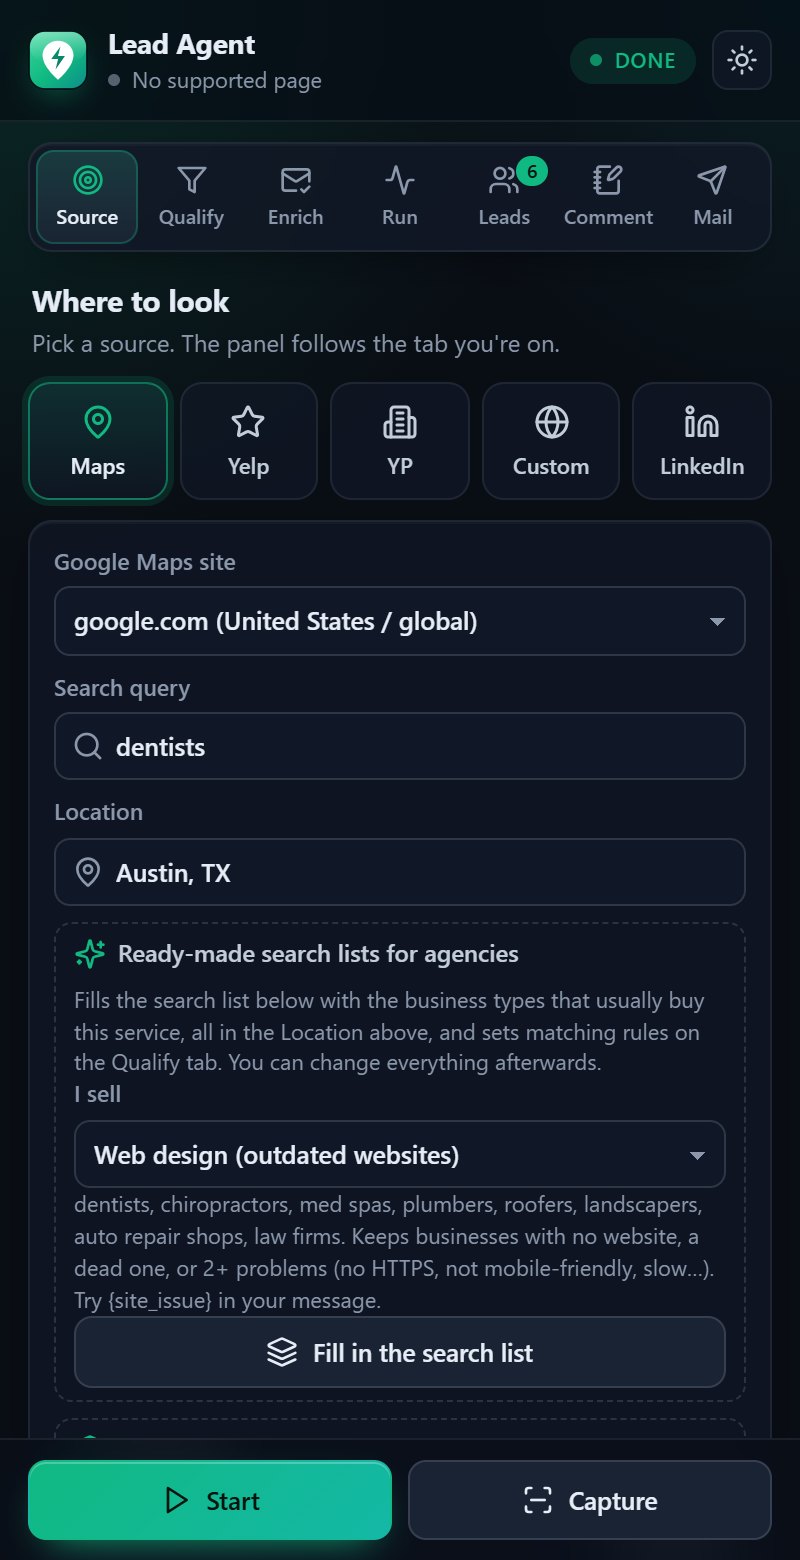 Lead Agent
No supported page
DONE
Source
Qualify
Enrich
Run
Leads
6
Comment
Mail
Where to look
Pick a source. The panel follows the tab you're on.
Maps
Yelp
YP
Custom
LinkedIn
Google Maps site
google.com (United States / global)
Search query
dentists
Location
Austin, TX
Ready-made search lists for agencies
Fills the search list below with the business types that usually buy
this service, all in the Location above, and sets matching rules on
the Qualify tab. You can change everything afterwards.
I sell
Web design (outdated websites)
dentists, chiropractors, med spas, plumbers, roofers, landscapers,
auto repair shops, law firms. Keeps businesses with no website, a
dead one, or 2+ problems (no HTTPS, not mobile-friendly, slow...).
Try {site_issue} in your message.
Fill in the search list
Start
Capture